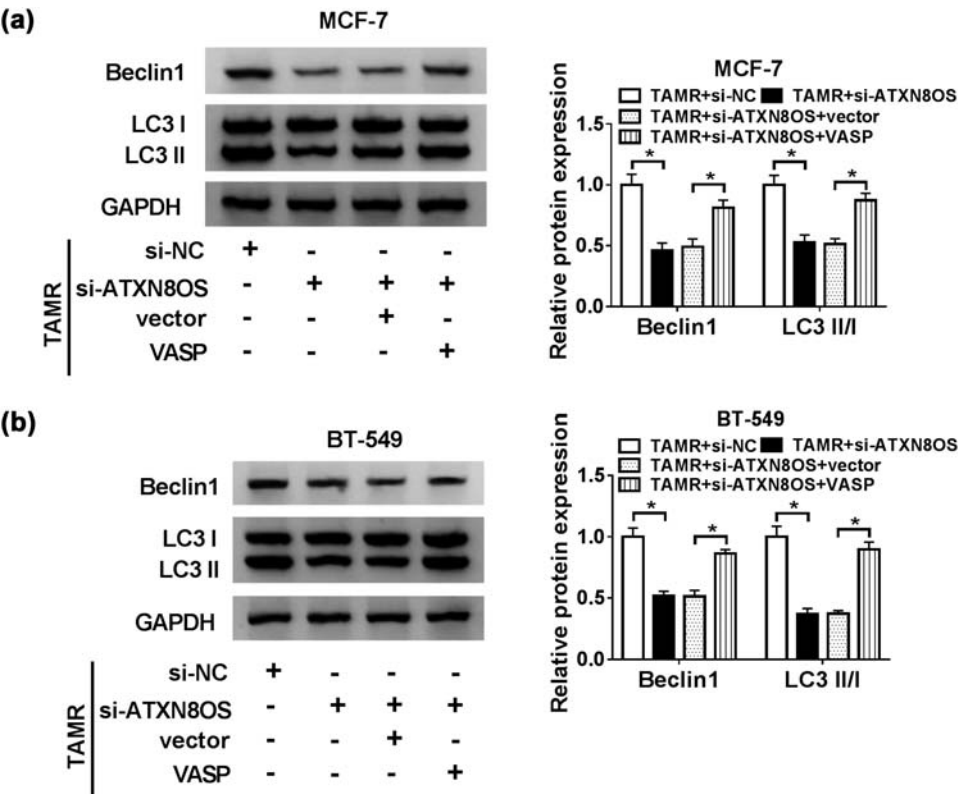 (a)
MCF-7
Beclin1
LC3 I
LC3 II
GAPDH
si-NC + - - -
si-ATXN8OS - + + +
vector - - + -
VASP - - - +
TAMR
MCF-7
TAMR+si-NC TAMR+si-ATXN8OS
TAMR+si-ATXN8OS+vector
TAMR+si-ATXN8OS+VASP
Relative protein expression
1.5
1.0
0.5
0.0
* * * *
Beclin1 LC3 II/I
(b)
BT-549
Beclin1
LC3 I
LC3 II
GAPDH
si-NC + - - -
si-ATXN8OS - + + +
vector - - + -
VASP - - - +
TAMR
BT-549
TAMR+si-NC TAMR+si-ATXN8OS
TAMR+si-ATXN8OS+vector
TAMR+si-ATXN8OS+VASP
Relative protein expression
1.5
1.0
0.5
0.0
* * * *
Beclin1 LC3 II/I